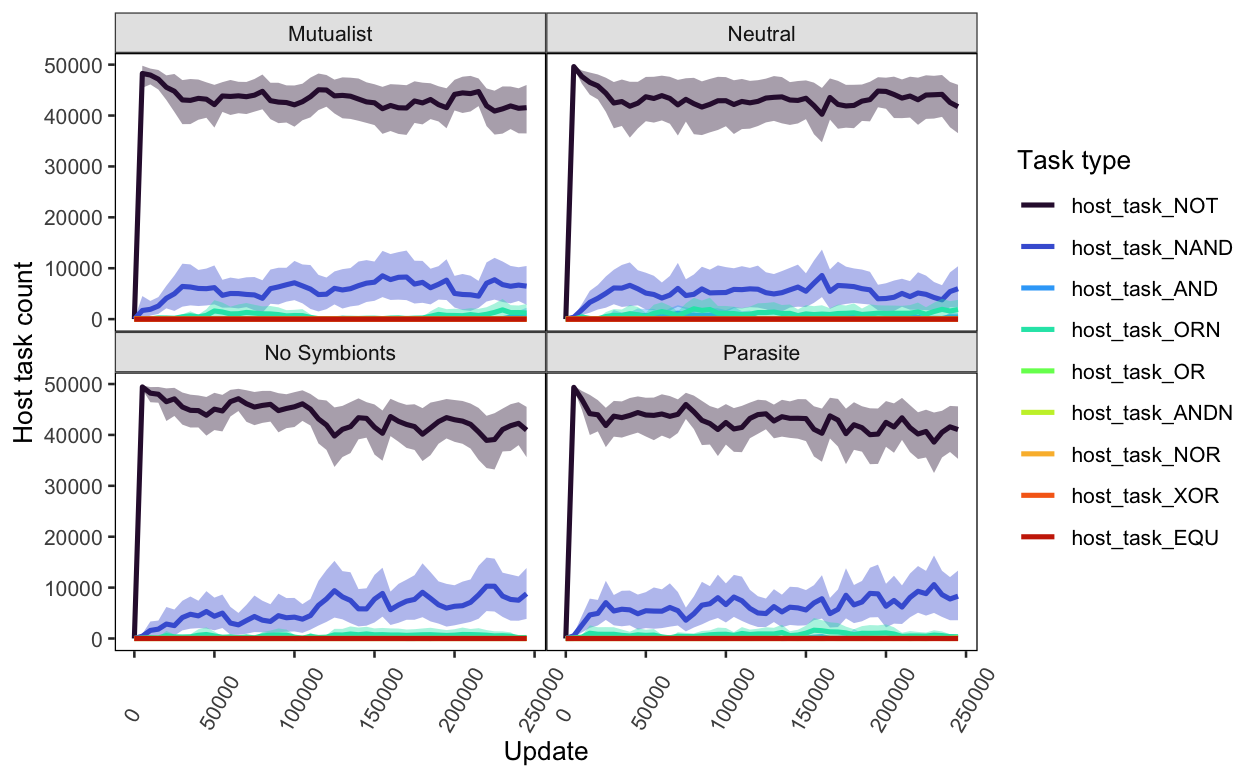 Mutualist
Neutral
50000
40000
30000
20000
10000
0
No Symbionts
Parasite
50000
40000
30000
20000
10000
0
Host task count
0
50000
100000
150000
200000
250000
0
50000
100000
150000
200000
250000
Update
Task type
host_task_NOT
host_task_NAND
host_task_AND
host_task_ORN
host_task_OR
host_task_ANDN
host_task_NOR
host_task_XOR
host_task_EQU